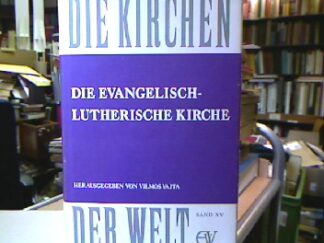 DIE KIRCHEN
DIE EVANGELISCH-
LUTHERISCHE KIRCHE
HERAUSGEGEBEN VON VILMOS VAJTA
BAND XV
DER WELT